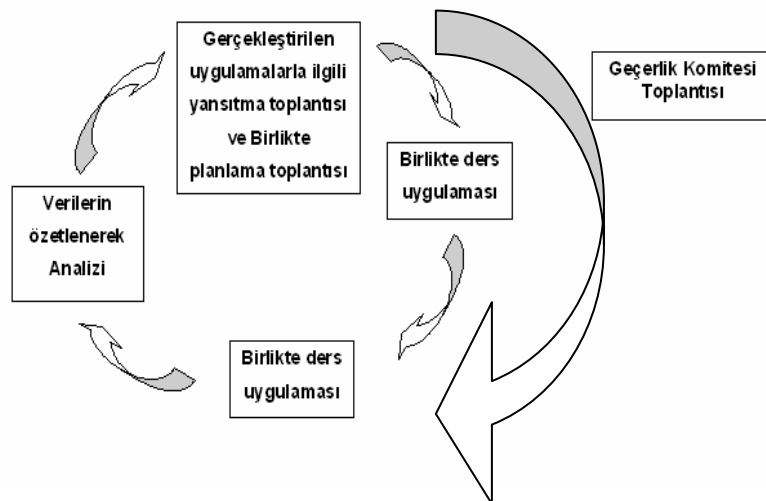 Gerçekleştirilen
uygulamalarla ilgili
yansıtma toplantısı
ve Birlikte
planlama toplantısı
Geçerlik Komitesi
Toplantısı
Birlikte ders
uygulaması
Verilerin
özetlenerek
Analizi
Birlikte ders
uygulaması